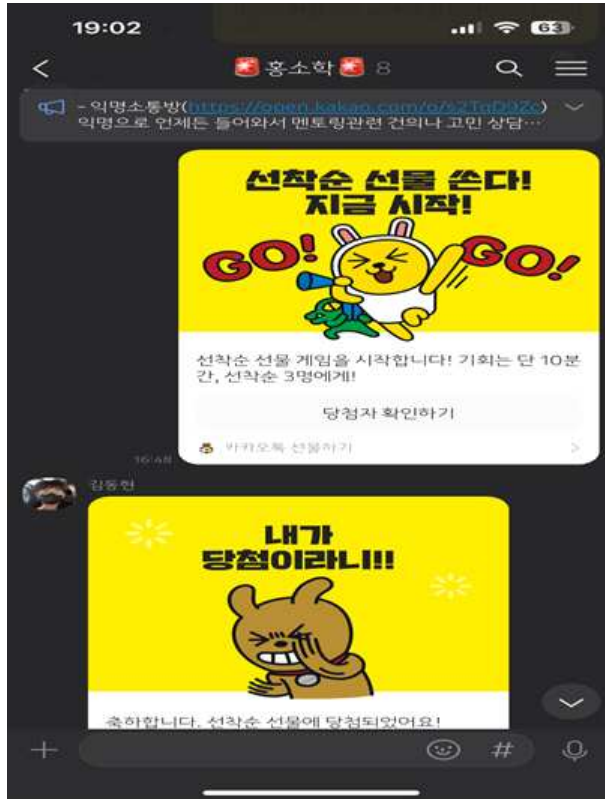 19:02
63
홍소학 8
- 익명소통방(https://open.kakao.com/o/s2TgD9Zc)
익명으로 언제든 들어와서 멘토링관련 건의나 고민 상담…
선착순 선물 쏜다!
지금 시작!
GO! GO!
선착순 선물 게임을 시작합니다! 기회는 단 10분
간, 선착순 3명에게!
당첨자 확인하기
카카오톡 선물하기
16:48
김동현
내가
당첨이라니!!
축하합니다. 선착순 선물에 당첨되었어요!
#